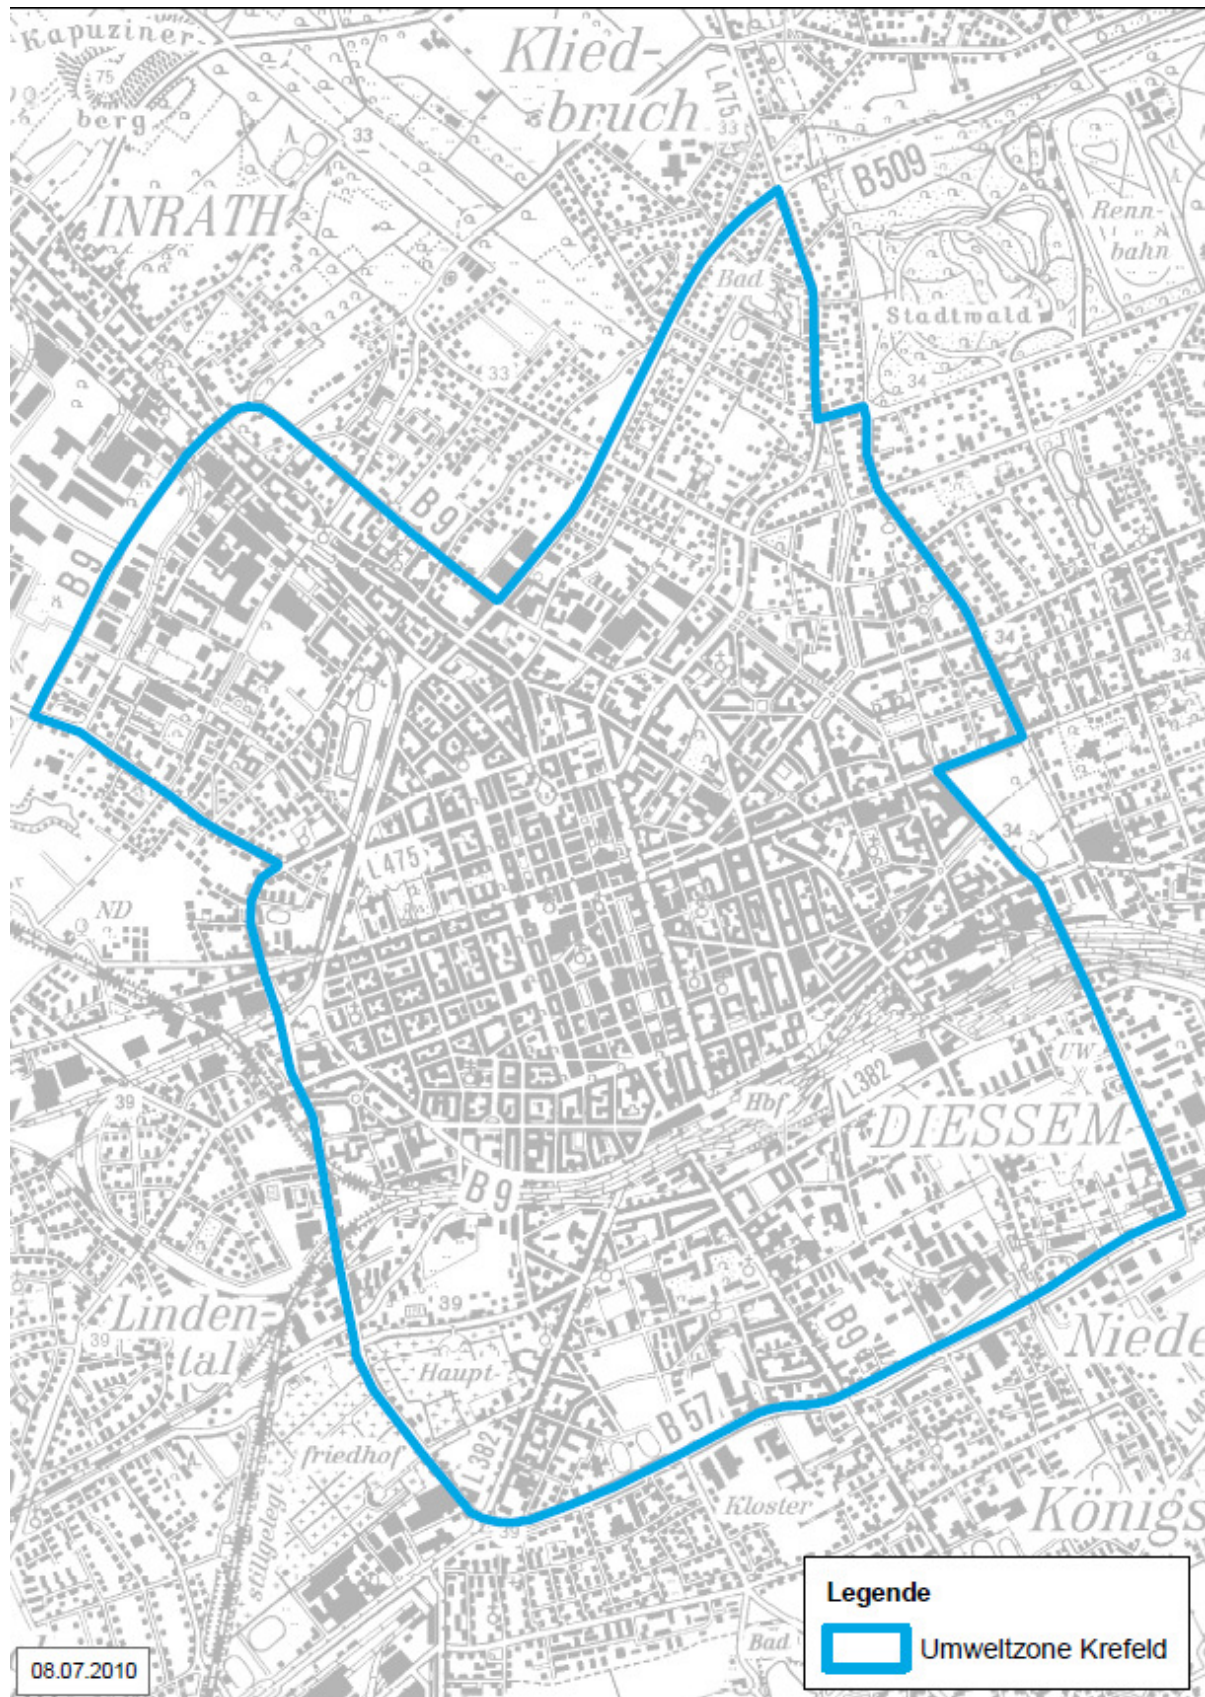 Kapuziner-
75
berg
Klied-
bruch
L475
33
33
B509
INRATH
Renn-
bahn
Bad
Stadtwald
33
34
B9
B9
34
34
34
L475
ND
UW
L382
Hbf
DIESSEM
39
B9
Linden-
tal
39
39
B9
Niede
Haupt-
friedhof
B57
L382
L44
stillgelegt
39
Kloster
Königs
Bad
Legende
Umweltzone Krefeld
08.07.2010